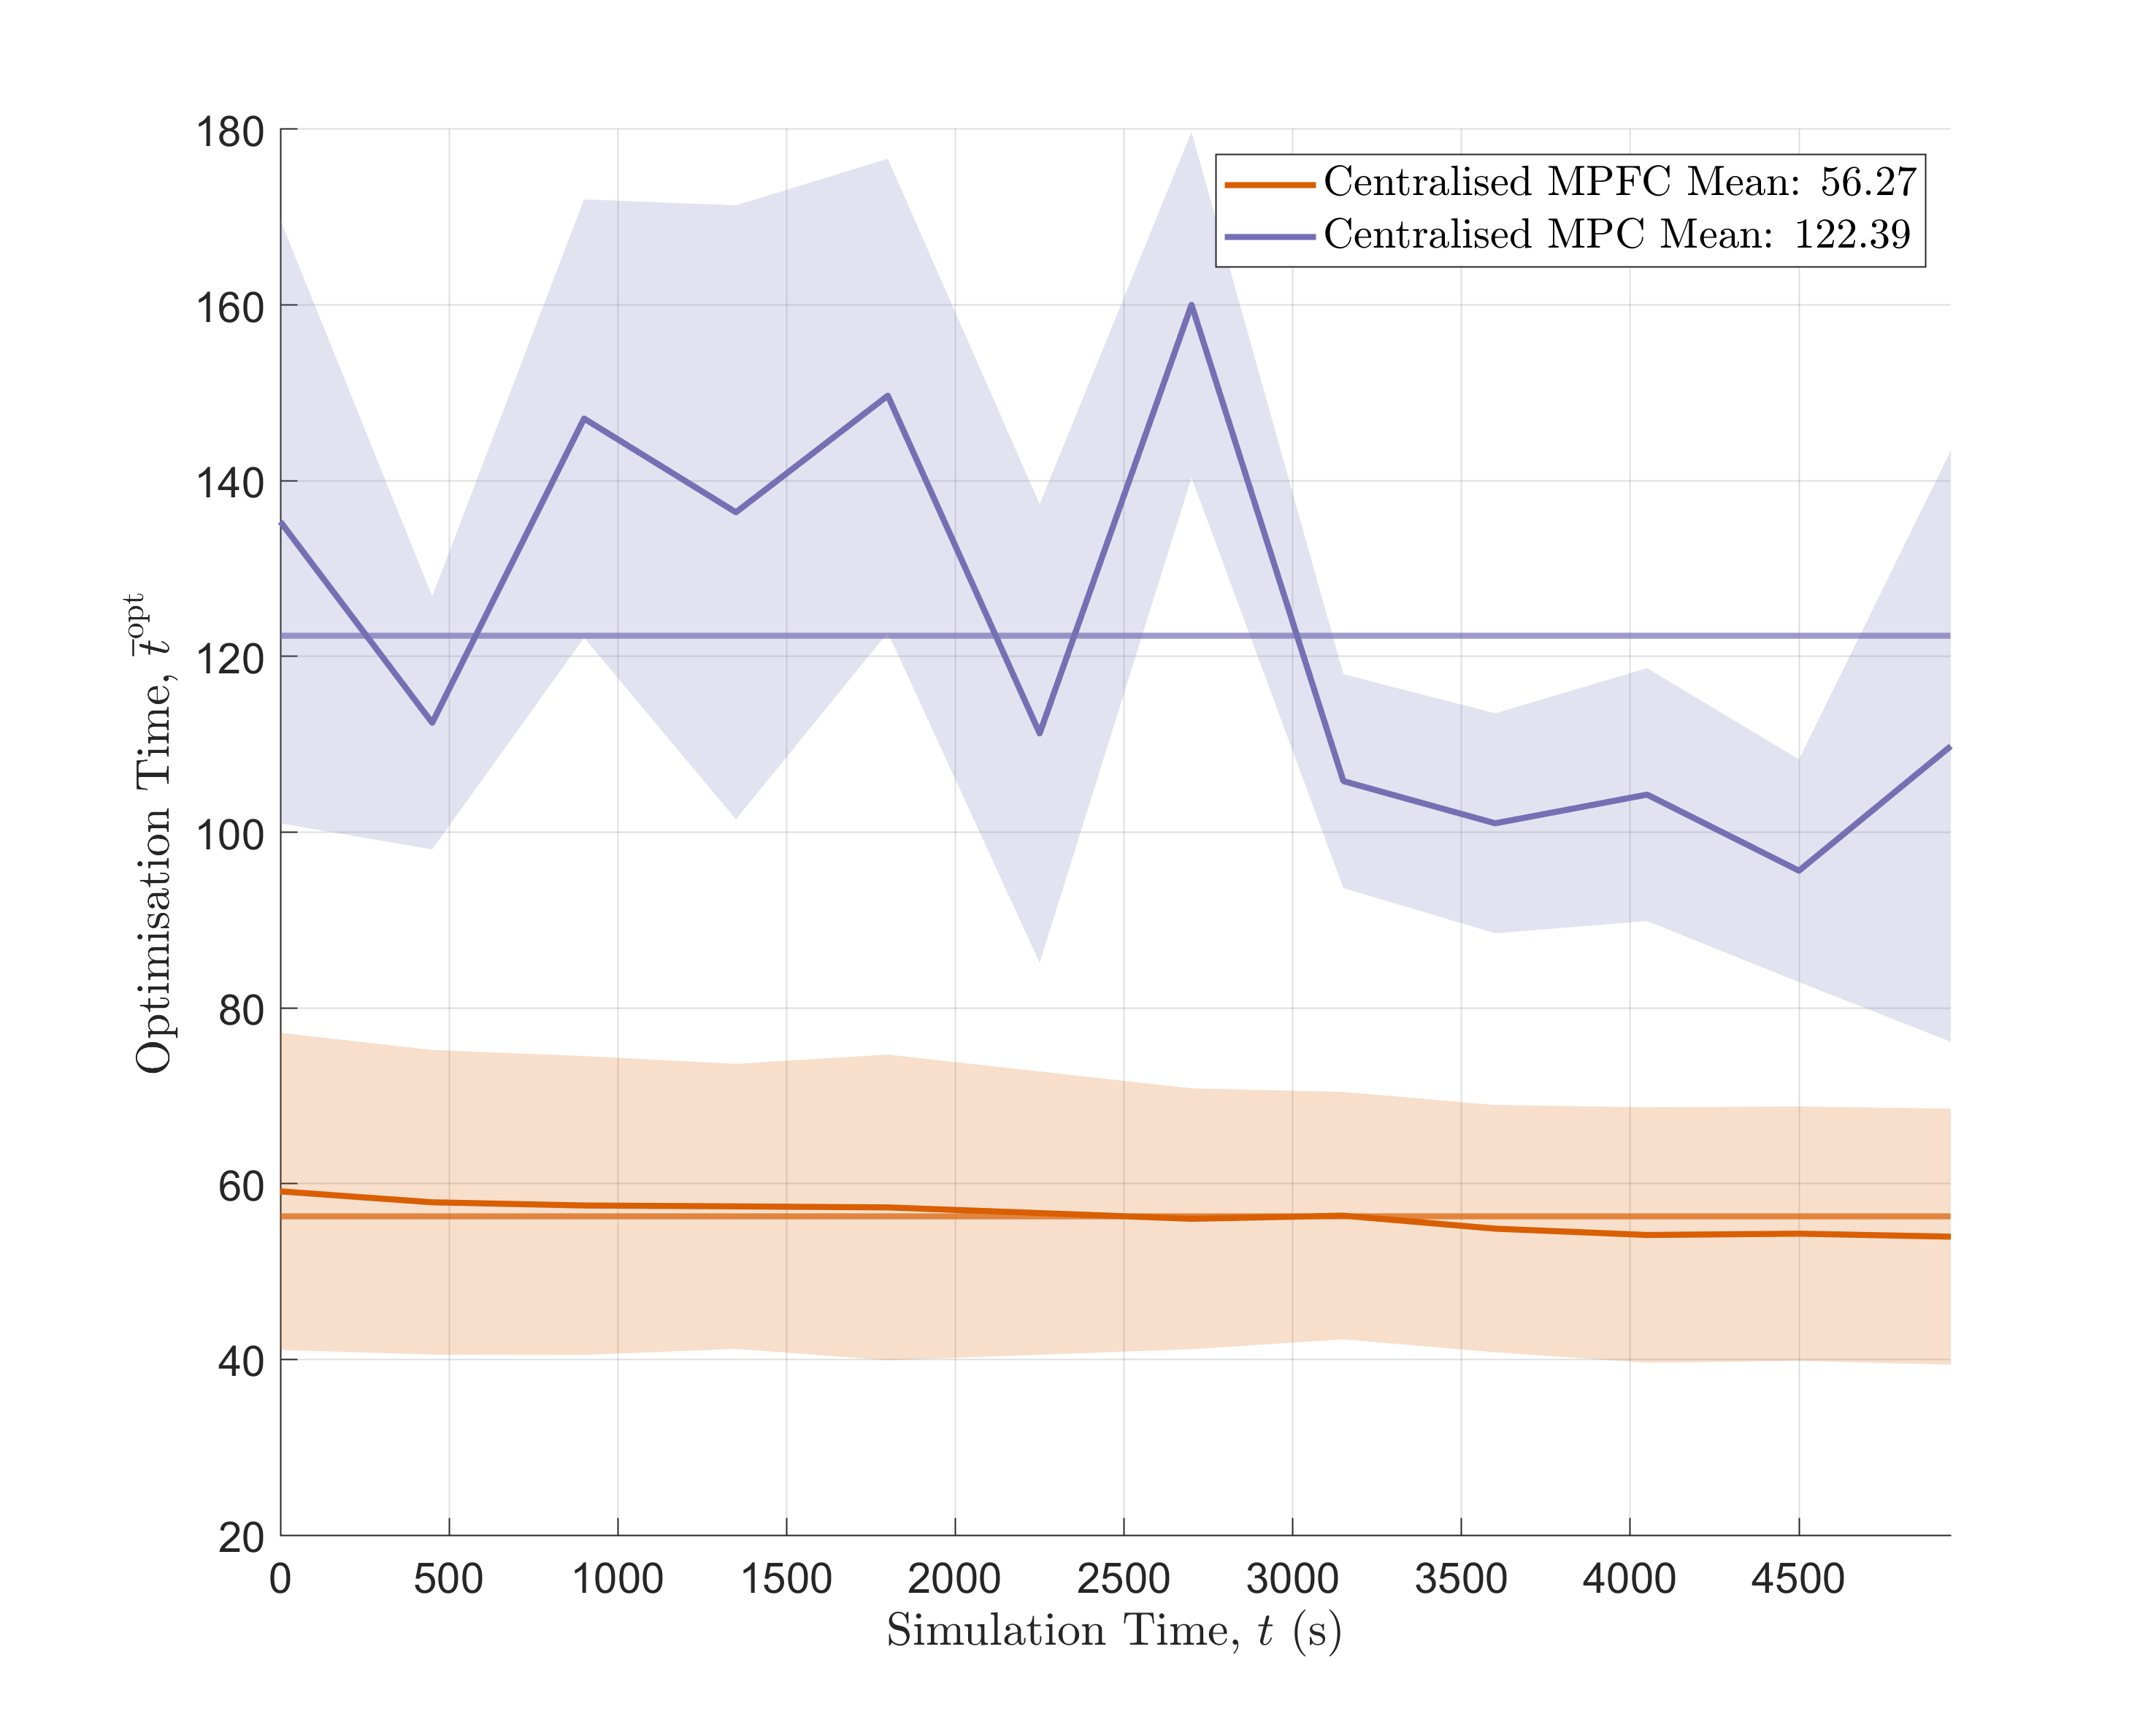 180
160
140
120
100
80
60
40
20
Optimisation Time, t̅ᵒᵖᵗ
Centralised MPFC Mean: 56.27
Centralised MPC Mean: 122.39
0 500 1000 1500 2000 2500 3000 3500 4000 4500
Simulation Time, t (s)